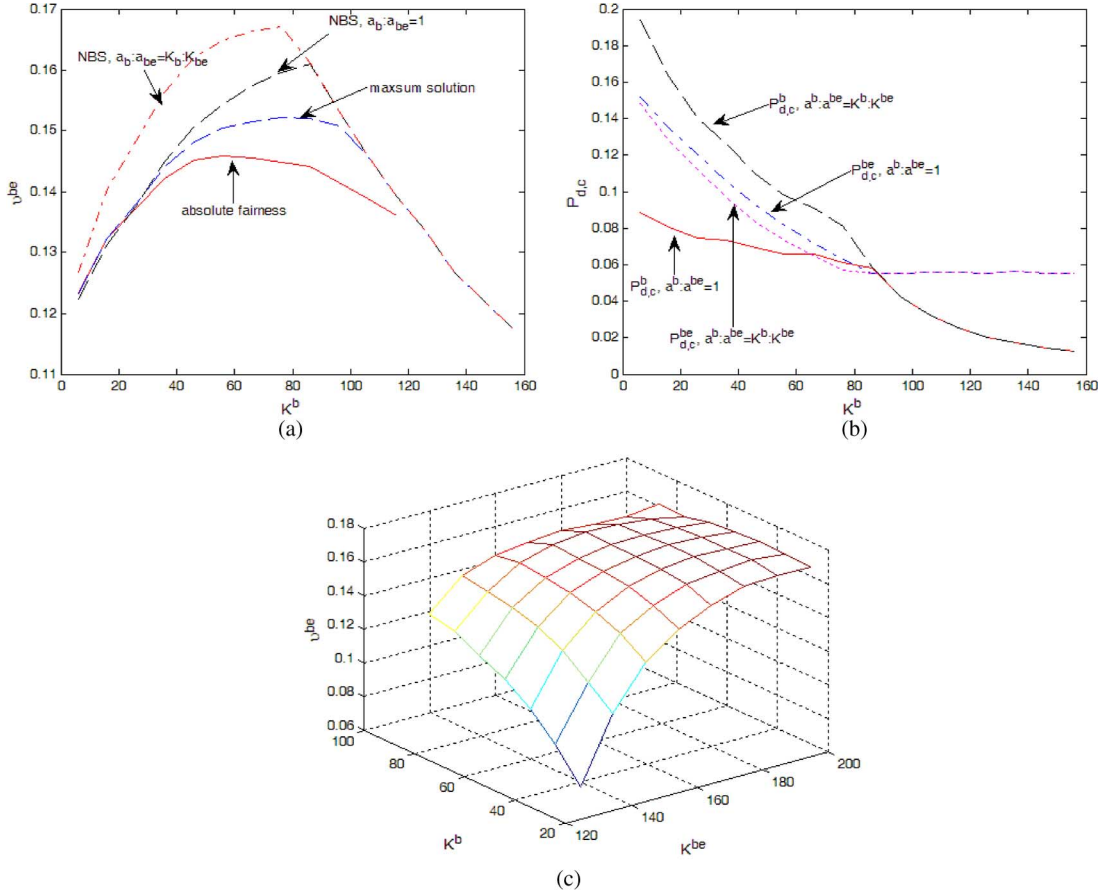 0.17
0.16
0.15
0.14
0.13
0.12
0.11
υ^be
0 20 40 60 80 100 120 140 160
K^b
NBS, a_b:a_be=1
NBS, a_b:a_be=K_b:K_be
maxsum solution
absolute fairness
(a)
0.2
0.18
0.16
0.14
0.12
0.1
0.08
0.06
0.04
0.02
0
P_d,c
0 20 40 60 80 100 120 140 160
K^b
P^b_d,c, a^b:a^be=K^b:K^be
P^be_d,c, a^b:a^be=1
P^b_d,c, a^b:a^be=1
P^be_d,c, a^b:a^be=K^b:K^be
(b)
0.18
0.16
0.14
0.12
0.1
0.08
0.06
υ^be
100
80
60
40
20
K^b
120
140
160
180
200
K^be
(c)